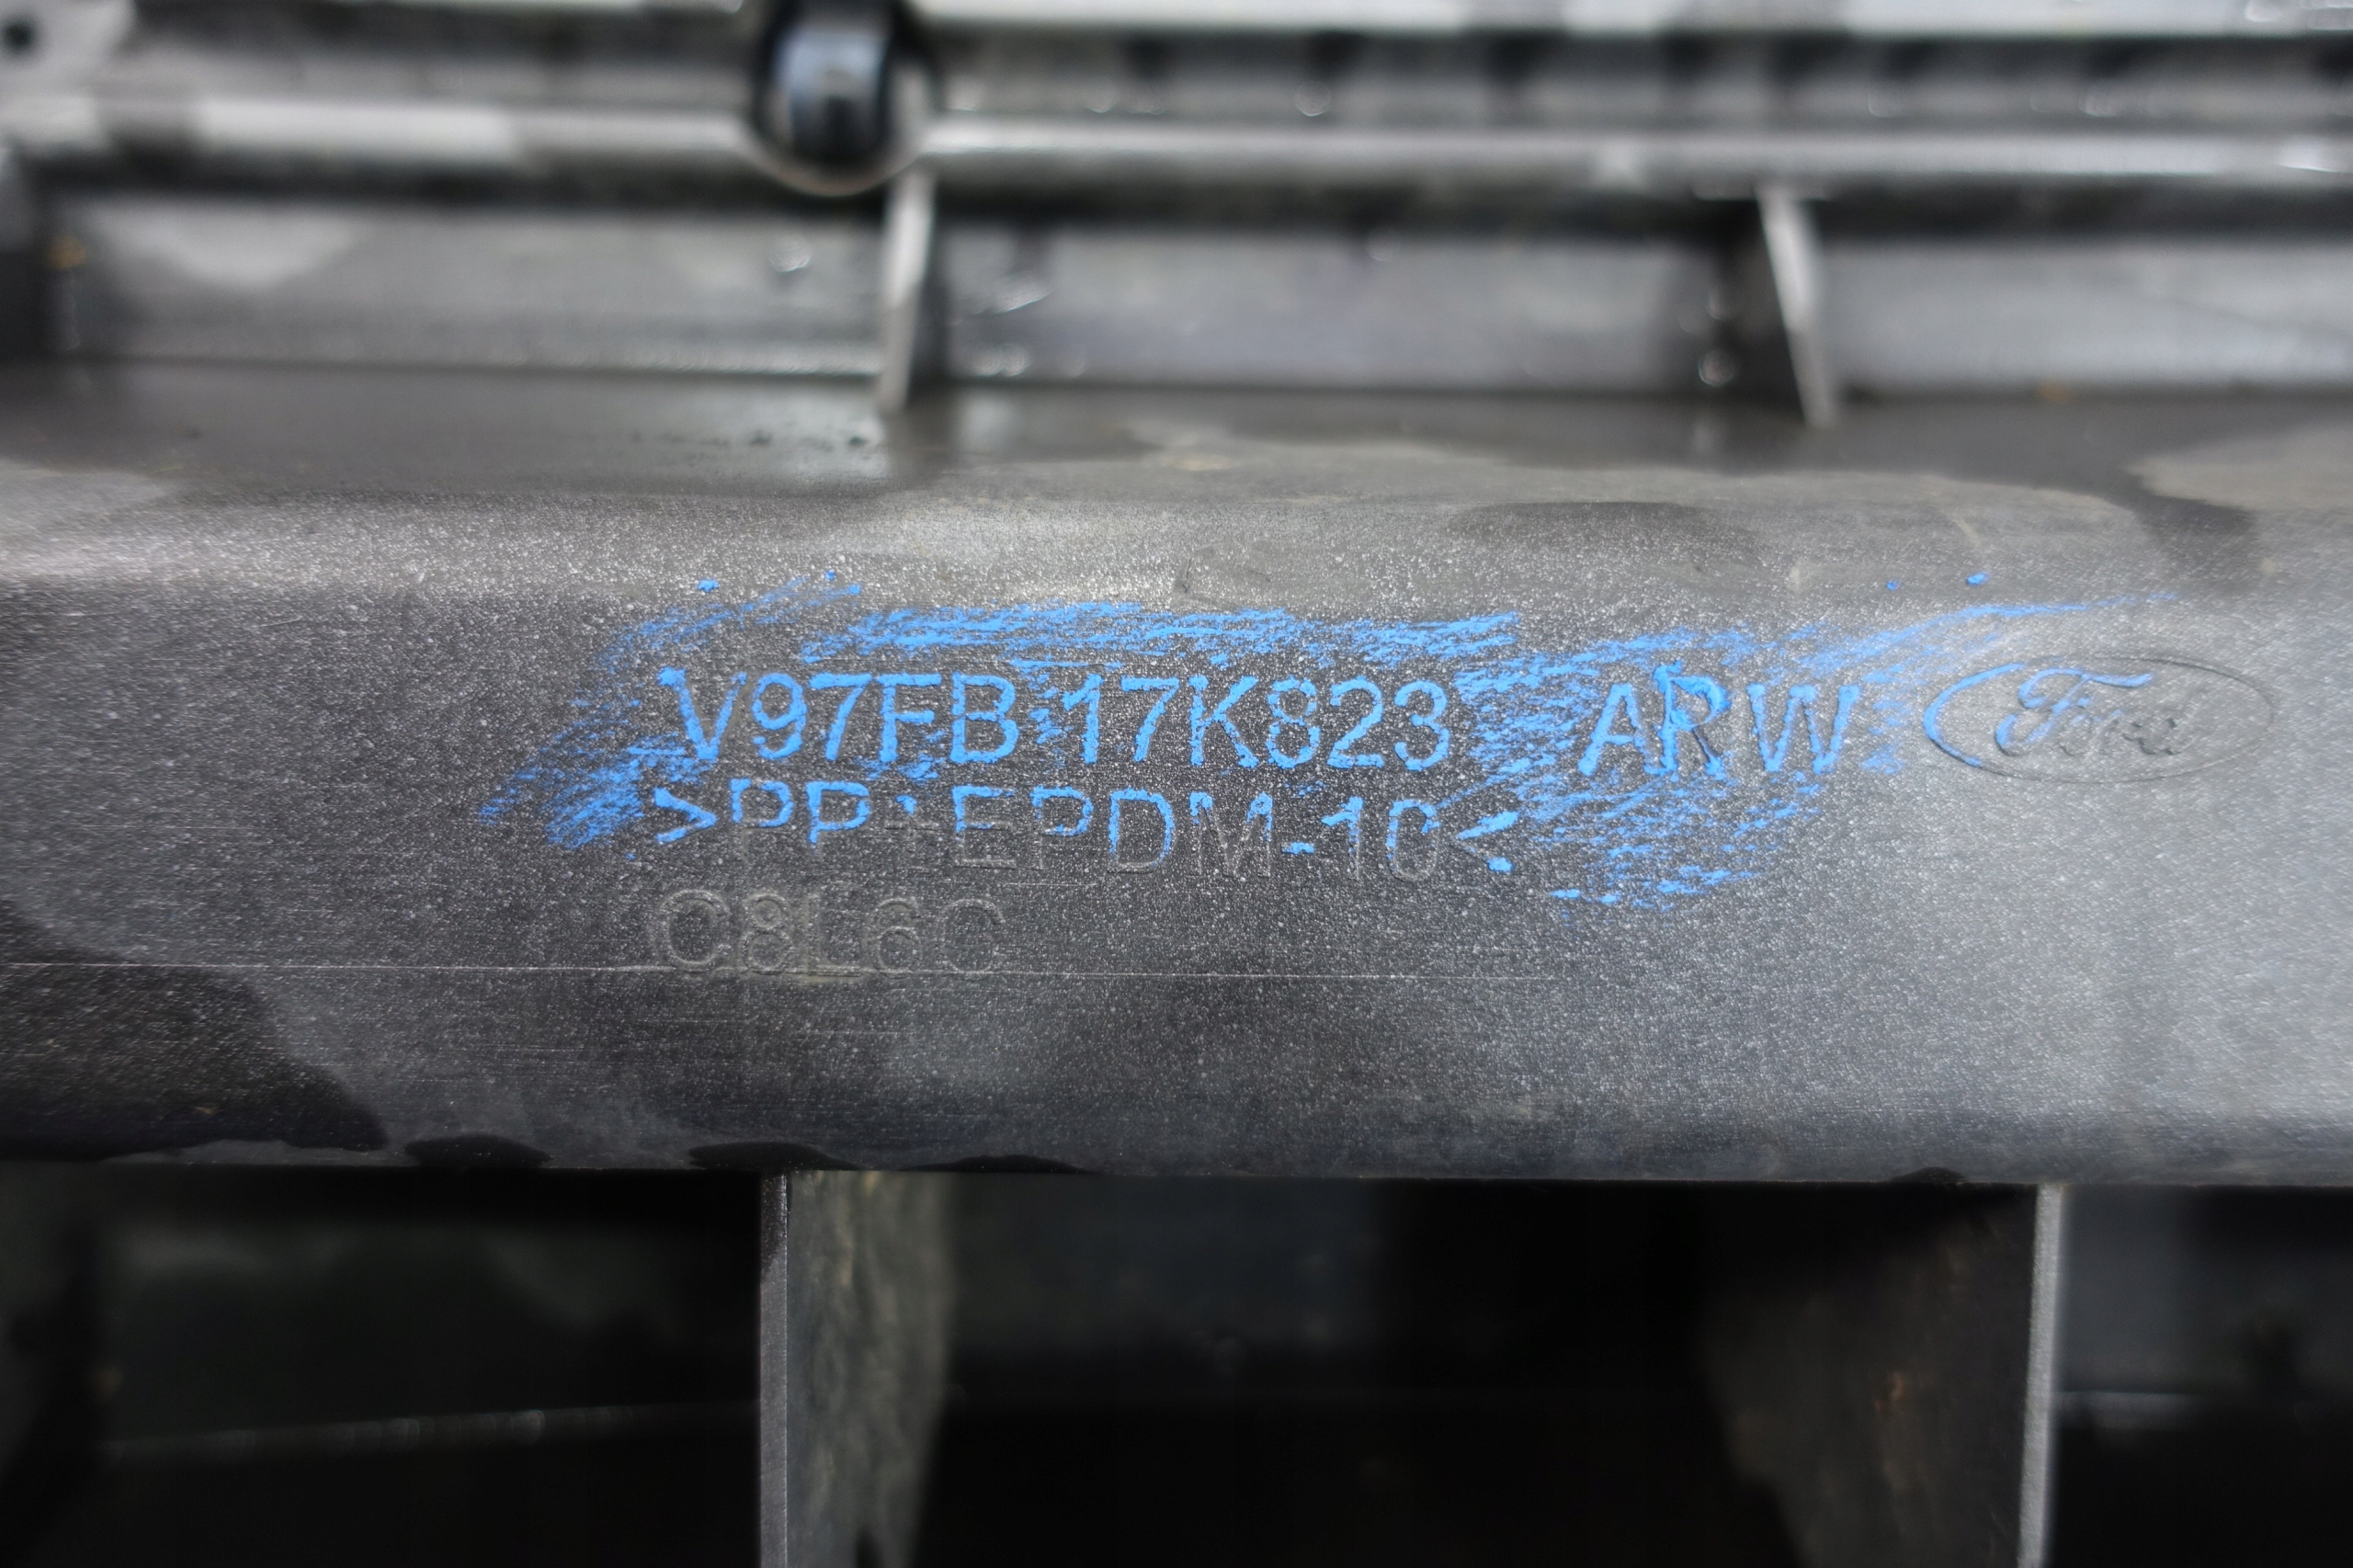 V97FB-17K823 ARW Ford
>PP+EPDM-10<
C8L6C